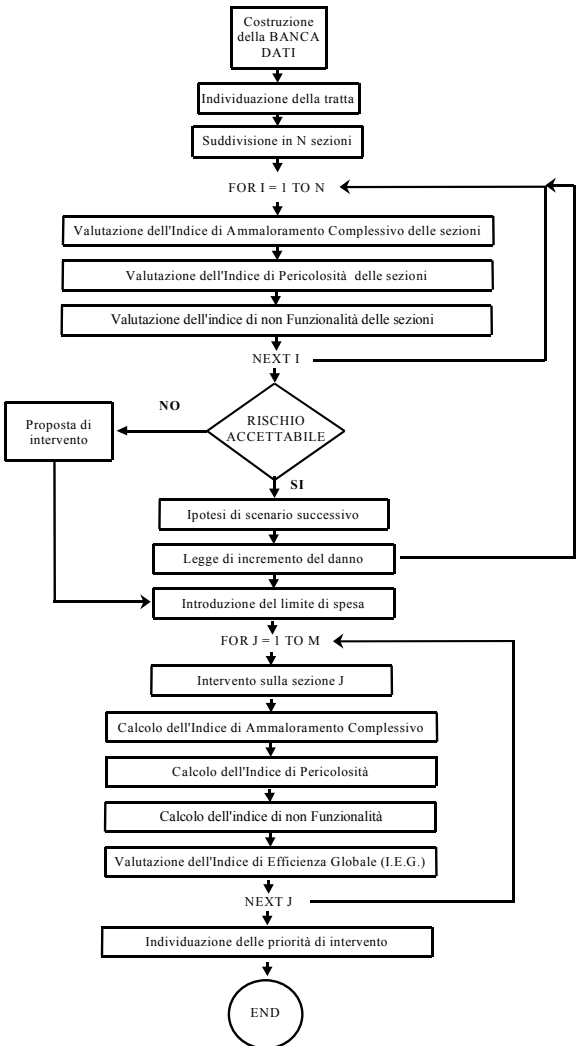 Costruzione
della BANCA
DATI
Individuazione della tratta
Suddivisione in N sezioni
FOR I = 1 TO N
Valutazione dell'Indice di Ammaloramento Complessivo delle sezioni
Valutazione dell'Indice di Pericolosità delle sezioni
Valutazione dell'indice di non Funzionalità delle sezioni
NEXT I
NO
RISCHIO
ACCETTABILE
Proposta di
intervento
SI
Ipotesi di scenario successivo
Legge di incremento del danno
Introduzione del limite di spesa
FOR J = 1 TO M
Intervento sulla sezione J
Calcolo dell'Indice di Ammaloramento Complessivo
Calcolo dell'Indice di Pericolosità
Calcolo dell'indice di non Funzionalità
Valutazione dell'Indice di Efficienza Globale (I.E.G.)
NEXT J
Individuazione delle priorità di intervento
END